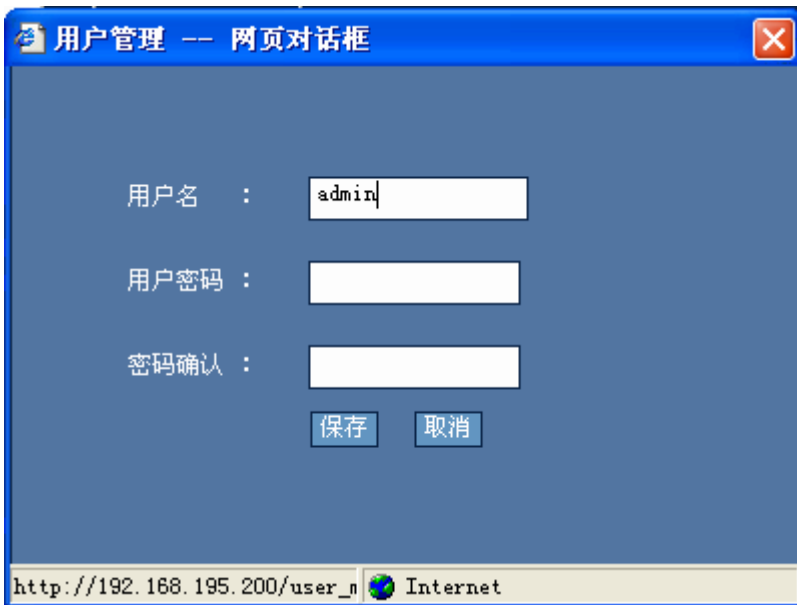 用户管理 -- 网页对话框
用户名 : admin
用户密码 :
密码确认 :
保存 取消
http://192.168.195.200/user_ Internet